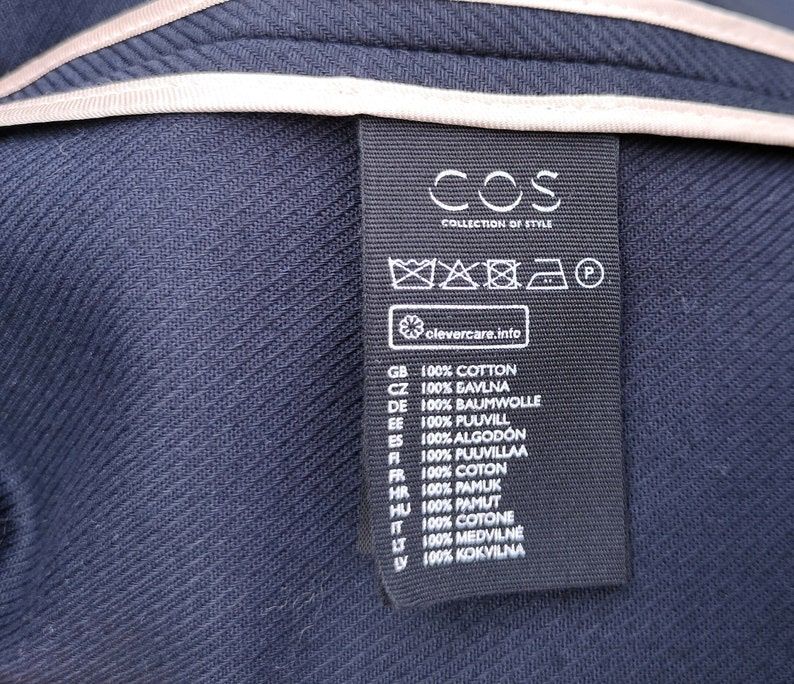 COS
COLLECTION OF STYLE
P
clevercare.info
GB 100% COTTON
CZ 100% BAVLNA
DE 100% BAUMWOLLE
EE 100% PUUVILL
ES 100% ALGODÓN
FI 100% PUUVILLAA
FR 100% COTON
HR 100% PAMUK
HU 100% PAMUT
IT 100% COTONE
LT 100% MEDVILNĖ
LV 100% KOKVILNA